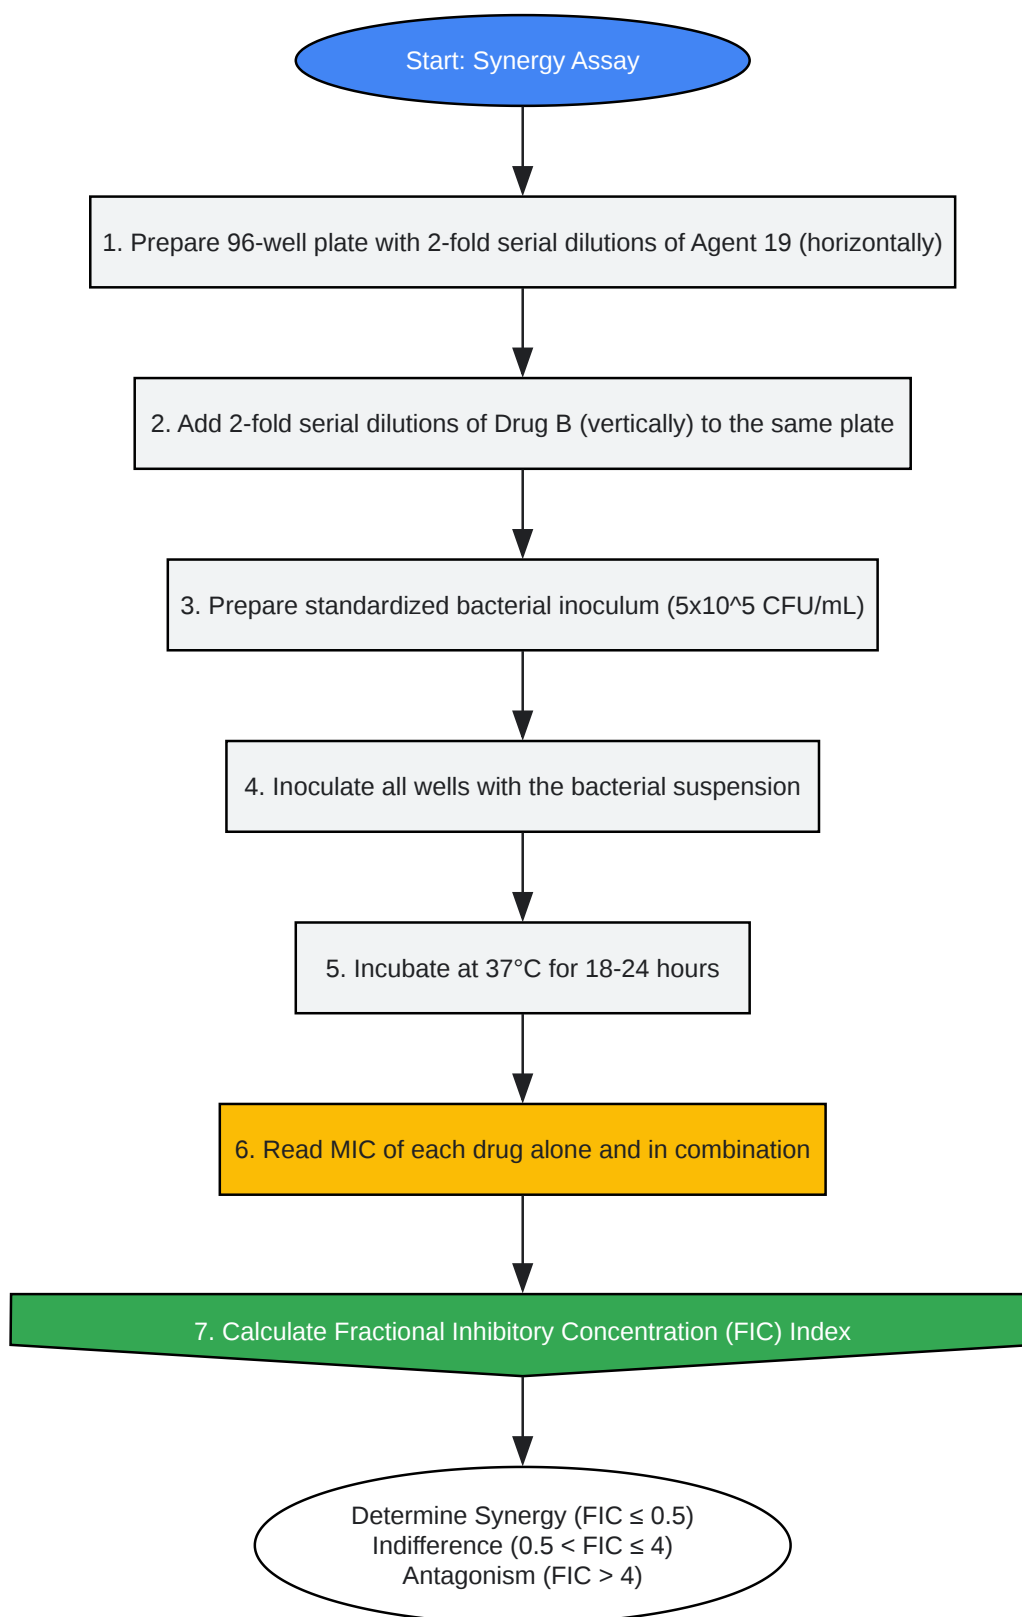 Start: Synergy Assay
1. Prepare 96-well plate with 2-fold serial dilutions of Agent 19 (horizontally)
2. Add 2-fold serial dilutions of Drug B (vertically) to the same plate
3. Prepare standardized bacterial inoculum (5x10^5 CFU/mL)
4. Inoculate all wells with the bacterial suspension
5. Incubate at 37°C for 18-24 hours
6. Read MIC of each drug alone and in combination
7. Calculate Fractional Inhibitory Concentration (FIC) Index
Determine Synergy (FIC ≤ 0.5)
Indifference (0.5 < FIC ≤ 4)
Antagonism (FIC > 4)